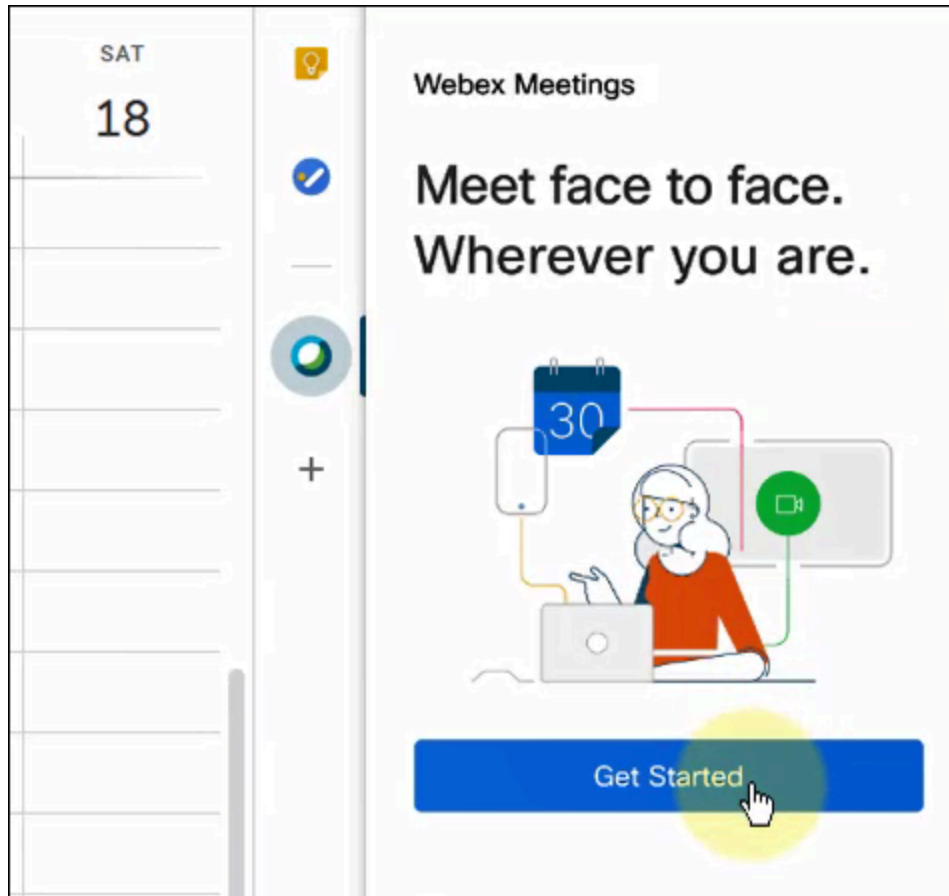 SAT
18
Webex Meetings
Meet face to face.
Wherever you are.
30
Get Started